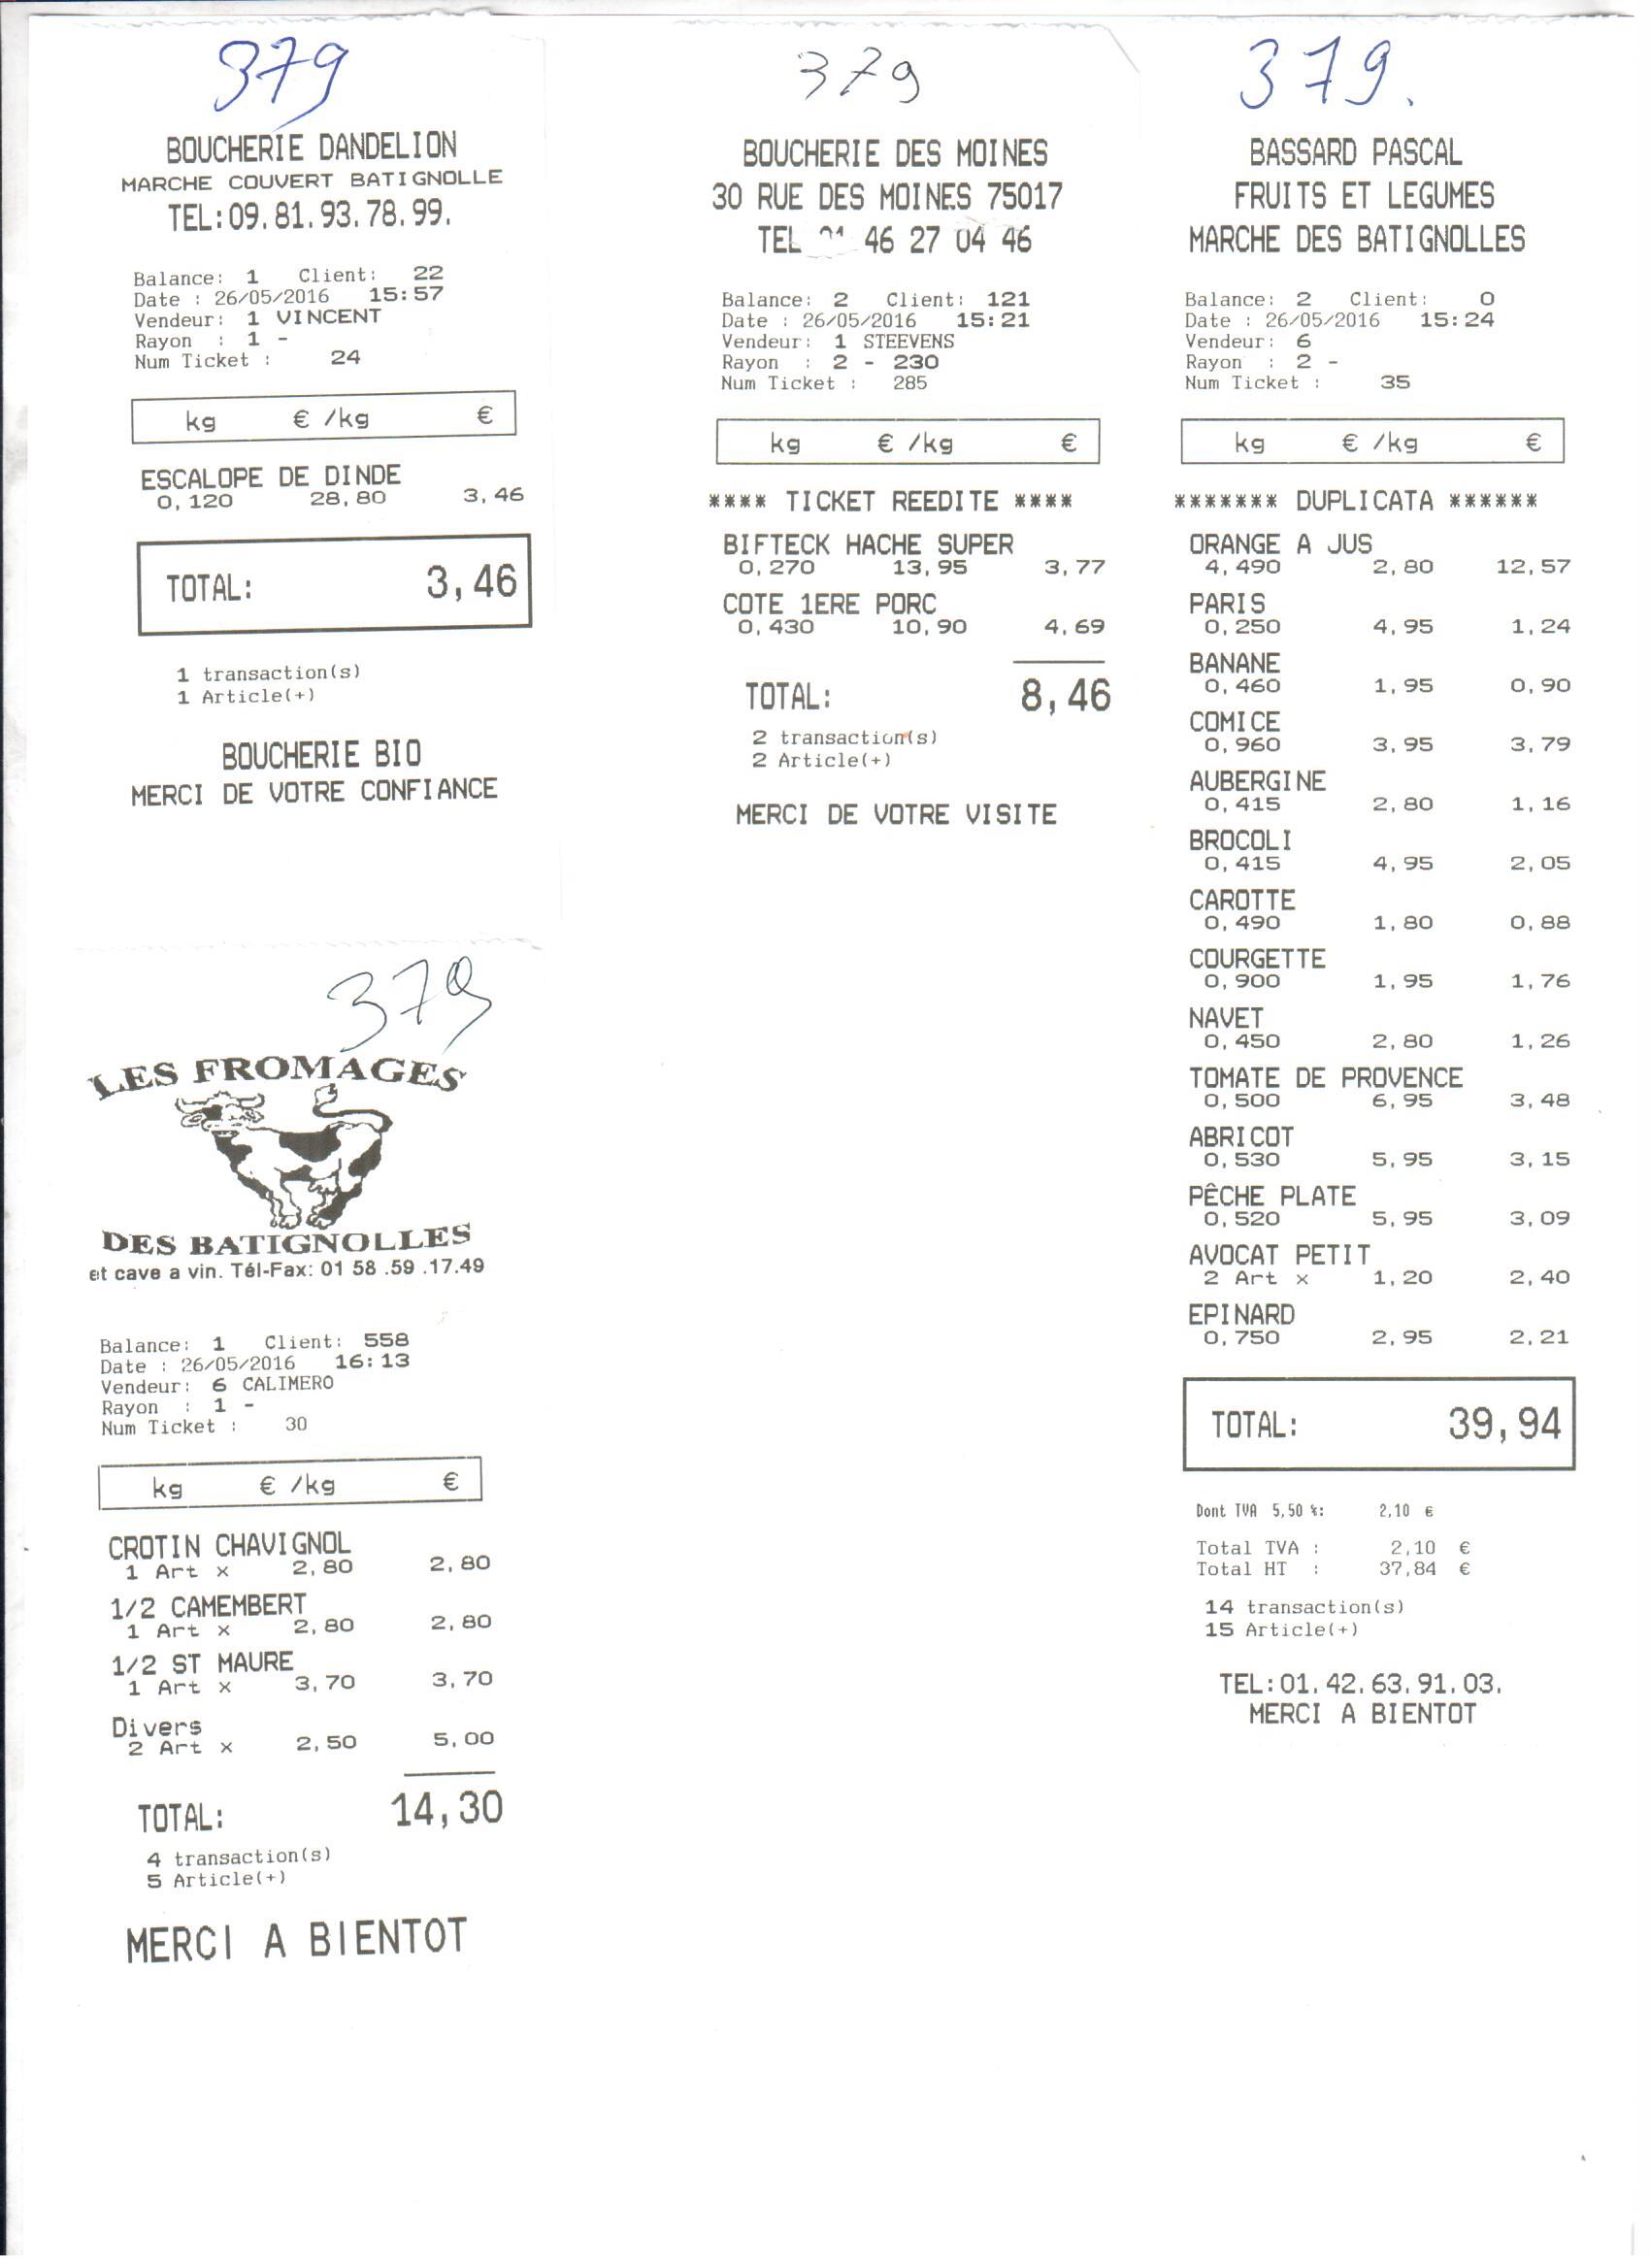 379
BOUCHERIE DANDELION
MARCHE COUVERT BATIGNOLLE
TEL:09.81.93.78.99.
Balance: 1 Client: 22
Date : 26/05/2016 15:57
Vendeur: 1 VINCENT
Rayon : 1 -
Num Ticket : 24
kg € /kg €
ESCALOPE DE DINDE
0,120 28,80 3,46
TOTAL: 3,46
1 transaction(s)
1 Article(+)
BOUCHERIE BIO
MERCI DE VOTRE CONFIANCE
379
LES FROMAGES
DES BATIGNOLLES
et cave a vin. Tél-Fax: 01 58 .59 .17.49
Balance: 1 Client: 558
Date : 26/05/2016 16:13
Vendeur: 6 CALIMERO
Rayon : 1 -
Num Ticket : 30
kg € /kg €
CROTIN CHAVIGNOL
1 Art x 2,80 2,80
1/2 CAMEMBERT
1 Art x 2,80 2,80
1/2 ST MAURE
1 Art x 3,70 3,70
Divers
2 Art x 2,50 5,00
TOTAL: 14,30
4 transaction(s)
5 Article(+)
MERCI A BIENTOT
379
BOUCHERIE DES MOINES
30 RUE DES MOINES 75017
TEL 46 27 04 46
Balance: 2 Client: 121
Date : 26/05/2016 15:21
Vendeur: 1 STEEVENS
Rayon : 2 - 230
Num Ticket : 285
kg € /kg €
**** TICKET REEDITE ****
BIFTECK HACHE SUPER
0,270 13,95 3,77
COTE 1ERE PORC
0,430 10,90 4,69
TOTAL: 8,46
2 transaction(s)
2 Article(+)
MERCI DE VOTRE VISITE
379.
BASSARD PASCAL
FRUITS ET LEGUMES
MARCHE DES BATIGNOLLES
Balance: 2 Client: 0
Date : 26/05/2016 15:24
Vendeur: 6
Rayon : 2 -
Num Ticket : 35
kg € /kg €
******* DUPLICATA ******
ORANGE A JUS
4,490 2,80 12,57
PARIS
0,250 4,95 1,24
BANANE
0,460 1,95 0,90
COMICE
0,960 3,95 3,79
AUBERGINE
0,415 2,80 1,16
BROCOLI
0,415 4,95 2,05
CAROTTE
0,490 1,80 0,88
COURGETTE
0,900 1,95 1,76
NAVET
0,450 2,80 1,26
TOMATE DE PROVENCE
0,500 6,95 3,48
ABRICOT
0,530 5,95 3,15
PÊCHE PLATE
0,520 5,95 3,09
AVOCAT PETIT
2 Art x 1,20 2,40
EPINARD
0,750 2,95 2,21
TOTAL: 39,94
Dont TVA 5,50 %: 2,10 €
Total TVA : 2,10 €
Total HT : 37,84 €
14 transaction(s)
15 Article(+)
TEL:01.42.63.91.03.
MERCI A BIENTOT